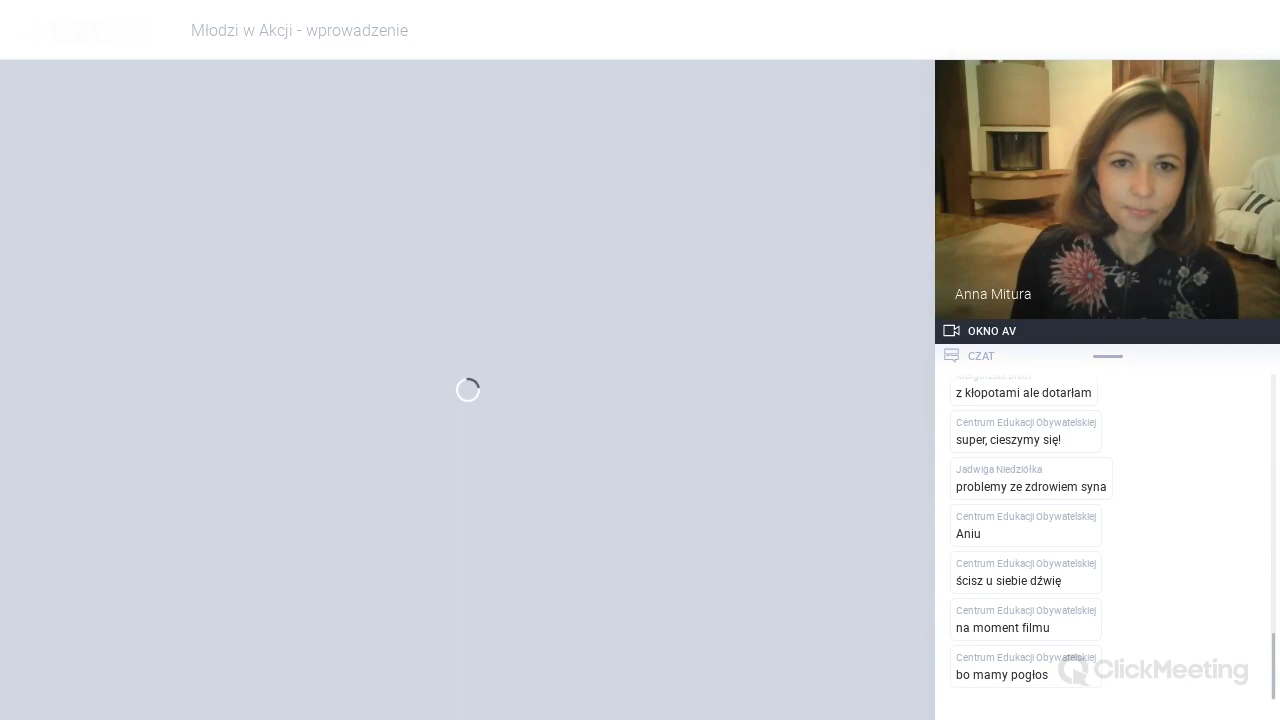 Młodzi w Akcji - wprowadzenie
Anna Mitura
OKNO AV
CZAT
z kłopotami ale dotarłam
Centrum Edukacji Obywatelskiej
super, cieszymy się!
Jadwiga Niedziółka
problemy ze zdrowiem syna
Centrum Edukacji Obywatelskiej
Aniu
Centrum Edukacji Obywatelskiej
ścisz u siebie dźwię
Centrum Edukacji Obywatelskiej
na moment filmu
Centrum Edukacji Obywatelskiej
bo mamy pogłos
ClickMeeting